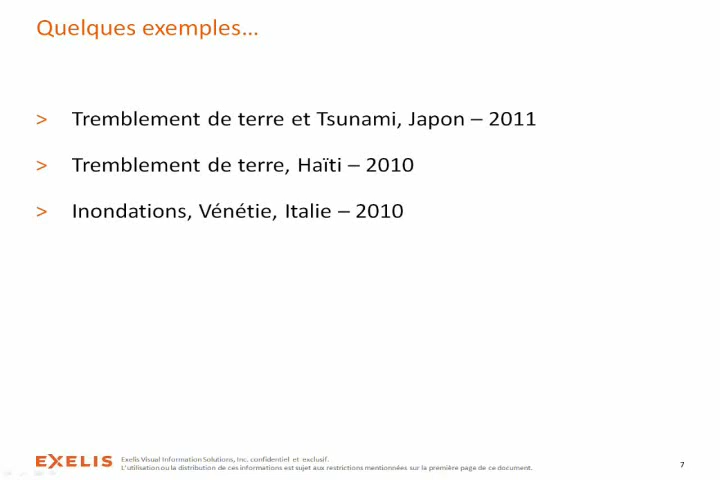 Quelques exemples...
> Tremblement de terre et Tsunami, Japon – 2011
> Tremblement de terre, Haïti – 2010
> Inondations, Vénétie, Italie – 2010
EXELIS
Exelis Visual Information Solutions, Inc. confidentiel et exclusif.
L'utilisation ou la distribution de ces informations est sujet aux restrictions mentionnées sur la première page de ce document.
7